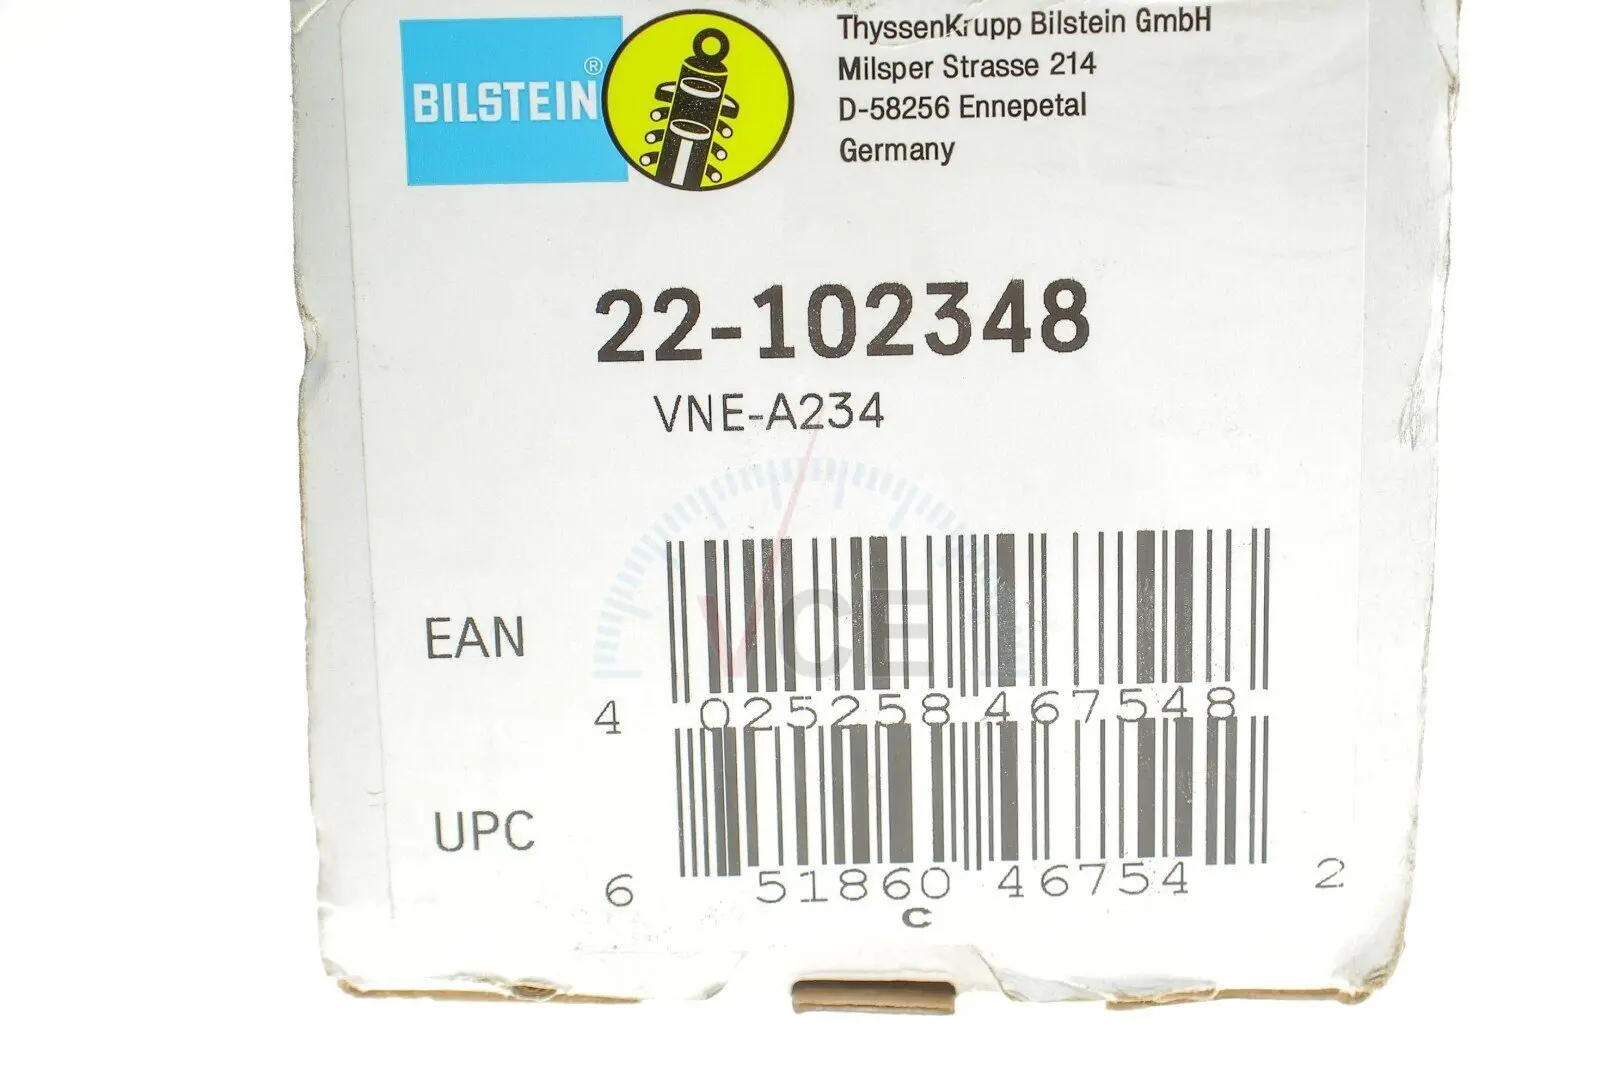 BILSTEIN®
ThyssenKrupp Bilstein GmbH
Milsper Strasse 214
D-58256 Ennepetal
Germany
22-102348
VNE-A234
VCE
EAN
4 025258 467548
UPC
6 51860 46754 2
C